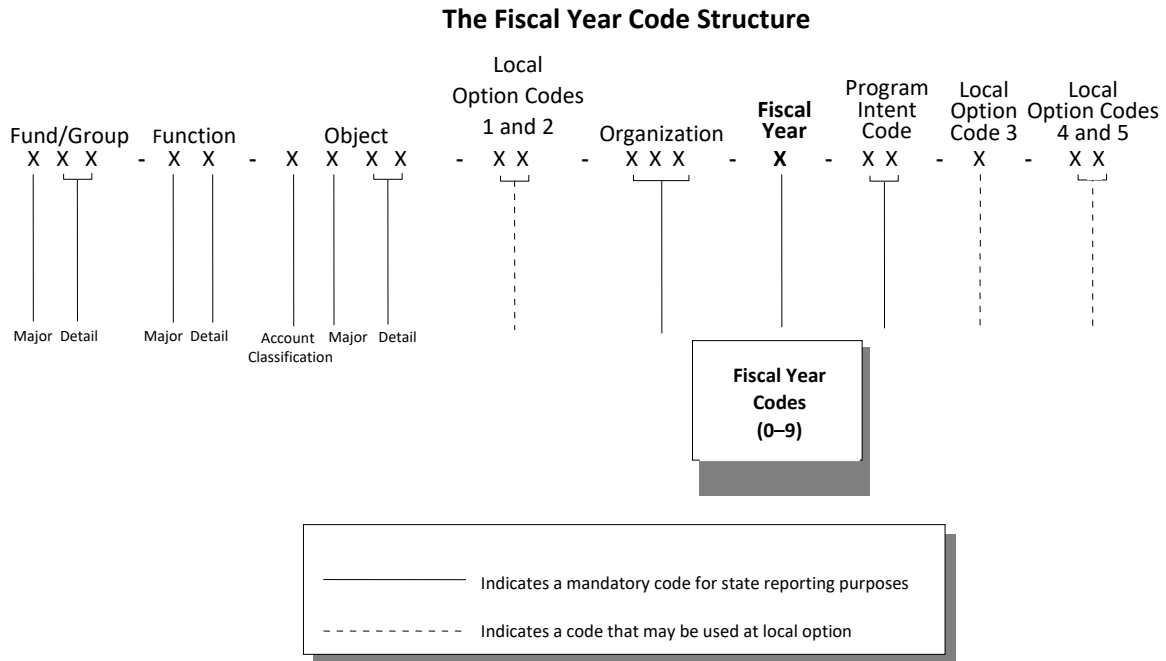 The Fiscal Year Code Structure
Local
Option Codes
1 and 2
Fund/Group
Function
Object
Organization
Fiscal
Year
Program
Intent
Code
Local
Option
Code 3
Local
Option Codes
4 and 5
X X X - X X - X X X X - X X - X X X - X - X X - X - X X
Major Detail
Major Detail
Account
Classification
Major Detail
Fiscal Year
Codes
(0–9)
Indicates a mandatory code for state reporting purposes
Indicates a code that may be used at local option